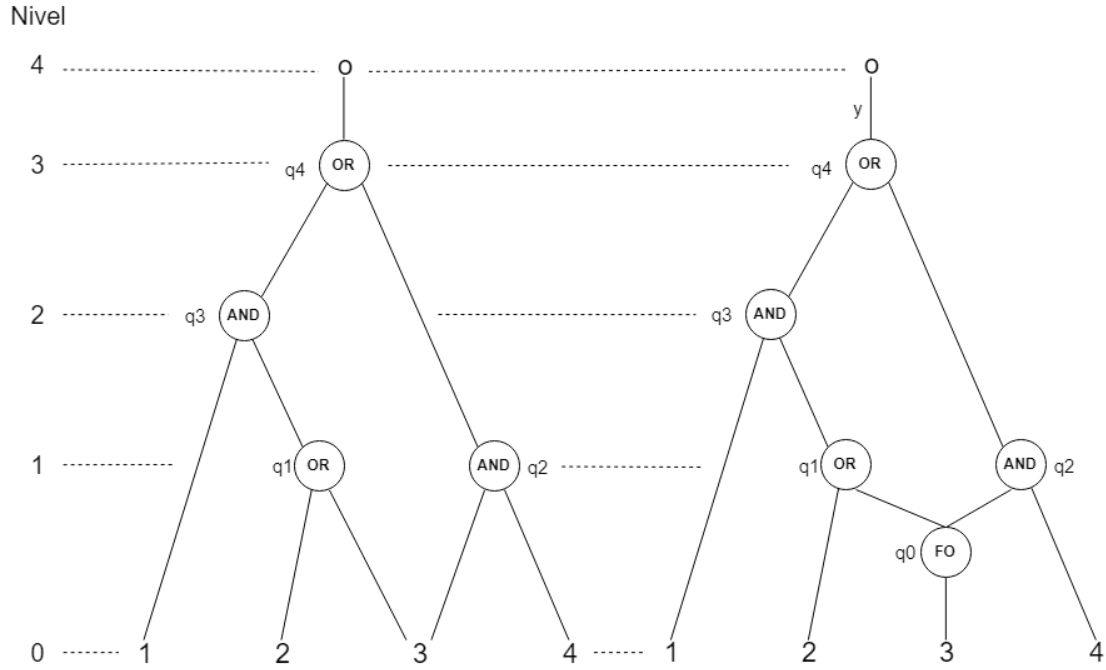 Nivel
4 O O
y
3 q4 OR q4 OR
2 q3 AND q3 AND
1 q1 OR AND q2 q1 OR AND q2
q0 FO
0 1 2 3 4 1 2 3 4